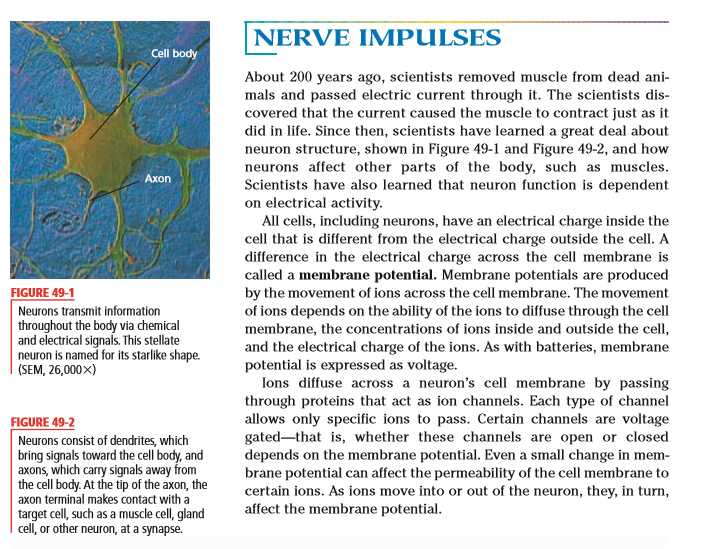 Cell body
Axon
FIGURE 49-1
Neurons transmit information
throughout the body via chemical
and electrical signals. This stellate
neuron is named for its starlike shape.
(SEM, 26,000×)
FIGURE 49-2
Neurons consist of dendrites, which
bring signals toward the cell body, and
axons, which carry signals away from
the cell body. At the tip of the axon, the
axon terminal makes contact with a
target cell, such as a muscle cell, gland
cell, or other neuron, at a synapse.
NERVE IMPULSES
About 200 years ago, scientists removed muscle from dead ani-
mals and passed electric current through it. The scientists dis-
covered that the current caused the muscle to contract just as it
did in life. Since then, scientists have learned a great deal about
neuron structure, shown in Figure 49-1 and Figure 49-2, and how
neurons affect other parts of the body, such as muscles.
Scientists have also learned that neuron function is dependent
on electrical activity.
All cells, including neurons, have an electrical charge inside the
cell that is different from the electrical charge outside the cell. A
difference in the electrical charge across the cell membrane is
called a membrane potential. Membrane potentials are produced
by the movement of ions across the cell membrane. The movement
of ions depends on the ability of the ions to diffuse through the cell
membrane, the concentrations of ions inside and outside the cell,
and the electrical charge of the ions. As with batteries, membrane
potential is expressed as voltage.
Ions diffuse across a neuron's cell membrane by passing
through proteins that act as ion channels. Each type of channel
allows only specific ions to pass. Certain channels are voltage
gated—that is, whether these channels are open or closed
depends on the membrane potential. Even a small change in mem-
brane potential can affect the permeability of the cell membrane to
certain ions. As ions move into or out of the neuron, they, in turn,
affect the membrane potential.